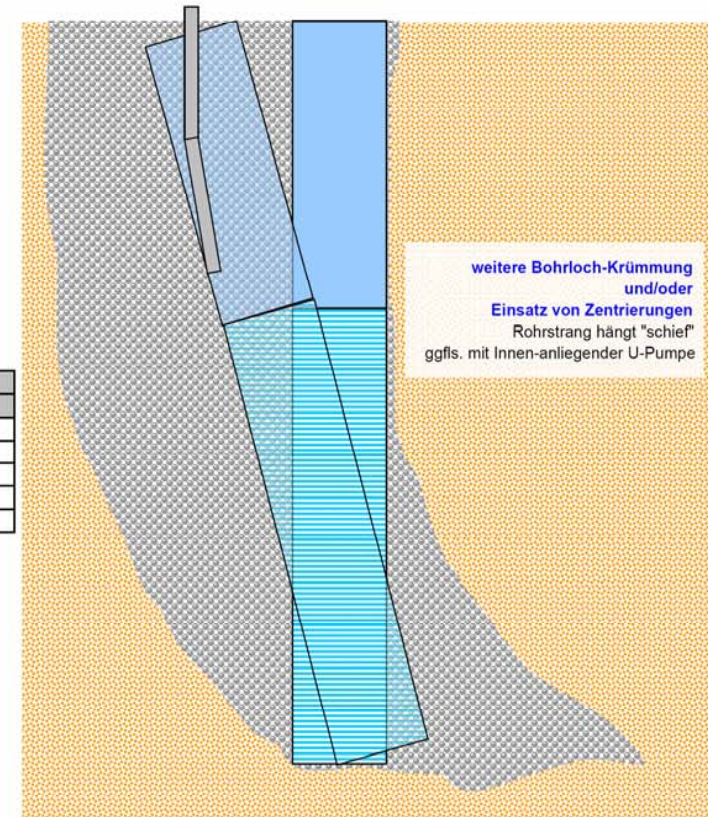 weitere Bohrloch-Krümmung
und/oder
Einsatz von Zentrierungen
Rohrstrang hängt "schief"
ggfls. mit Innen-anliegender U-Pumpe